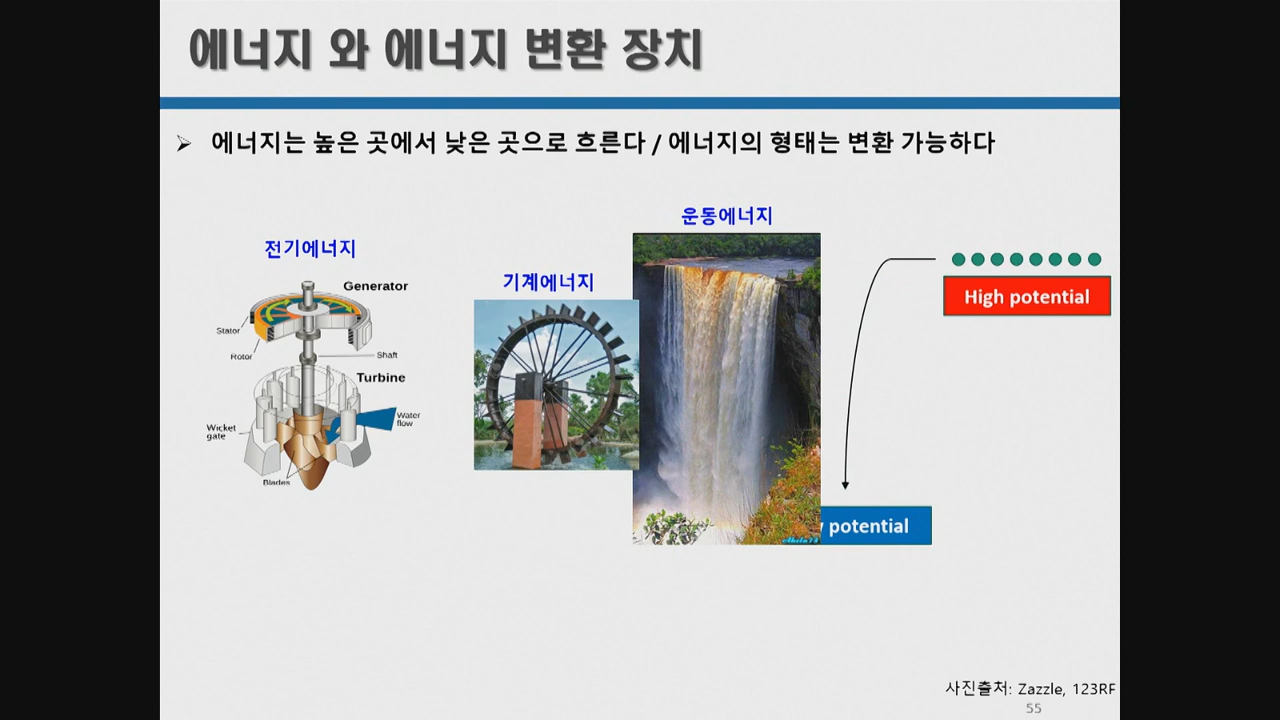 에너지 와 에너지 변환 장치
➢ 에너지는 높은 곳에서 낮은 곳으로 흐른다 / 에너지의 형태는 변환 가능하다
운동에너지
전기에너지
기계에너지
Generator
High potential
Stator
Rotor
Shaft
Turbine
Water
flow
Wicket
gate
Blades
potential
사진출처: Zazzle, 123RF
55